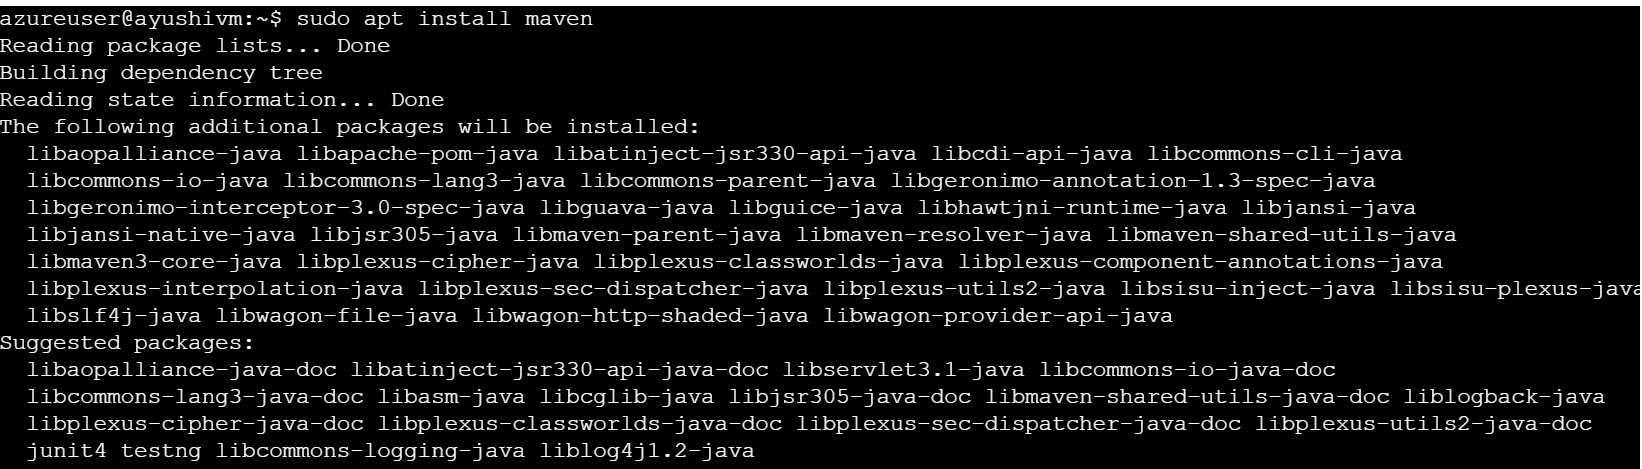 azureuser@ayushivm:~$ sudo apt install maven
Reading package lists... Done
Building dependency tree
Reading state information... Done
The following additional packages will be installed:
  libaopalliance-java libapache-pom-java libatinject-jsr330-api-java libcdi-api-java libcommons-cli-java
  libcommons-io-java libcommons-lang3-java libcommons-parent-java libgeronimo-annotation-1.3-spec-java
  libgeronimo-interceptor-3.0-spec-java libguava-java libguice-java libhawtjni-runtime-java libjansi-java
  libjansi-native-java libjsr305-java libmaven-parent-java libmaven-resolver-java libmaven-shared-utils-java
  libmaven3-core-java libplexus-cipher-java libplexus-classworlds-java libplexus-component-annotations-java
  libplexus-interpolation-java libplexus-sec-dispatcher-java libplexus-utils2-java libsisu-inject-java libsisu-plexus-java
  libslf4j-java libwagon-file-java libwagon-http-shaded-java libwagon-provider-api-java
Suggested packages:
  libaopalliance-java-doc libatinject-jsr330-api-java-doc libservlet3.1-java libcommons-io-java-doc
  libcommons-lang3-java-doc libasm-java libcglib-java libjsr305-java-doc libmaven-shared-utils-java-doc liblogback-java
  libplexus-cipher-java-doc libplexus-classworlds-java-doc libplexus-sec-dispatcher-java-doc libplexus-utils2-java-doc
  junit4 testng libcommons-logging-java liblog4j1.2-java